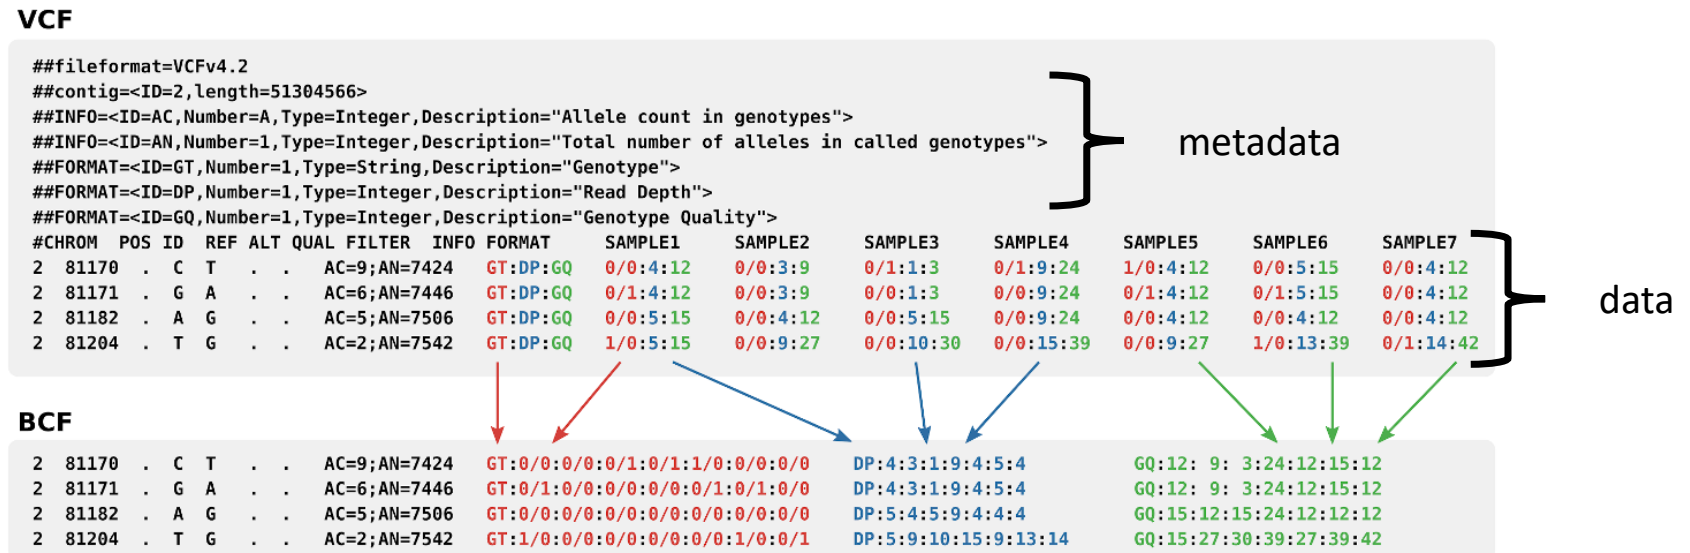 VCF
##fileformat=VCFv4.2
##contig=<ID=2,length=51304566>
##INFO=<ID=AC,Number=A,Type=Integer,Description="Allele count in genotypes">
##INFO=<ID=AN,Number=1,Type=Integer,Description="Total number of alleles in called genotypes">
##FORMAT=<ID=GT,Number=1,Type=String,Description="Genotype">
##FORMAT=<ID=DP,Number=1,Type=Integer,Description="Read Depth">
##FORMAT=<ID=GQ,Number=1,Type=Integer,Description="Genotype Quality">
metadata
#CHROM POS ID REF ALT QUAL FILTER INFO FORMAT SAMPLE1 SAMPLE2 SAMPLE3 SAMPLE4 SAMPLE5 SAMPLE6 SAMPLE7
2 81170 . C T . . AC=9;AN=7424 GT:DP:GQ 0/0:4:12 0/0:3:9 0/1:1:3 0/1:9:24 1/0:4:12 0/0:5:15 0/0:4:12
2 81171 . G A . . AC=6;AN=7446 GT:DP:GQ 0/1:4:12 0/0:3:9 0/0:1:3 0/0:9:24 0/1:4:12 0/1:5:15 0/0:4:12
2 81182 . A G . . AC=5;AN=7506 GT:DP:GQ 0/0:5:15 0/0:4:12 0/0:5:15 0/0:9:24 0/0:4:12 0/0:4:12 0/0:4:12
2 81204 . T G . . AC=2;AN=7542 GT:DP:GQ 1/0:5:15 0/0:9:27 0/0:10:30 0/0:15:39 0/0:9:27 1/0:13:39 0/1:14:42
data
BCF
2 81170 . C T . . AC=9;AN=7424 GT:0/0:0/0:0/1:0/1:1/0:0/0:0/0 DP:4:3:1:9:4:5:4 GQ:12: 9: 3:24:12:15:12
2 81171 . G A . . AC=6;AN=7446 GT:0/1:0/0:0/0:0/0:0/1:0/1:0/0 DP:4:3:1:9:4:5:4 GQ:12: 9: 3:24:12:15:12
2 81182 . A G . . AC=5;AN=7506 GT:0/0:0/0:0/0:0/0:0/0:0/0:0/0 DP:5:4:5:9:4:4:4 GQ:15:12:15:24:12:12:12
2 81204 . T G . . AC=2;AN=7542 GT:1/0:0/0:0/0:0/0:0/0:1/0:0/1 DP:5:9:10:15:9:13:14 GQ:15:27:30:39:27:39:42